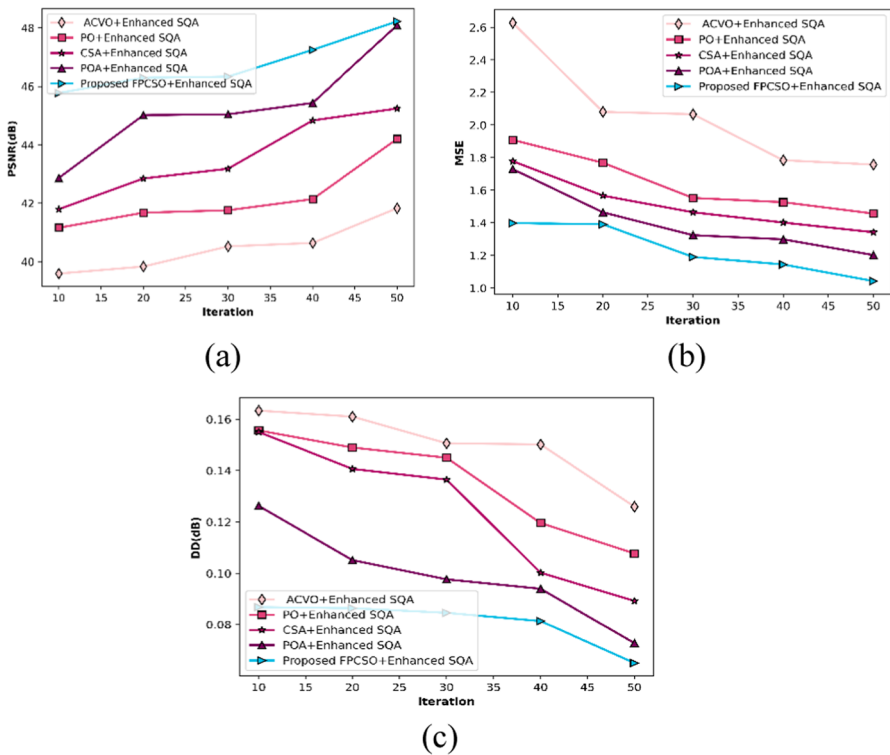 48
46
44
42
40
PSNR(dB)
ACVO+Enhanced SQA
PO+Enhanced SQA
CSA+Enhanced SQA
POA+Enhanced SQA
Proposed FPCSO+Enhanced SQA
10 15 20 25 30 35 40 45 50
Iteration
(a)
2.6
2.4
2.2
2.0
1.8
1.6
1.4
1.2
1.0
MSE
ACVO+Enhanced SQA
PO+Enhanced SQA
CSA+Enhanced SQA
POA+Enhanced SQA
Proposed FPCSO+Enhanced SQA
10 15 20 25 30 35 40 45 50
Iteration
(b)
0.16
0.14
0.12
0.10
0.08
DD(dB)
ACVO+Enhanced SQA
PO+Enhanced SQA
CSA+Enhanced SQA
POA+Enhanced SQA
Proposed FPCSO+Enhanced SQA
10 15 20 25 30 35 40 45 50
Iteration
(c)